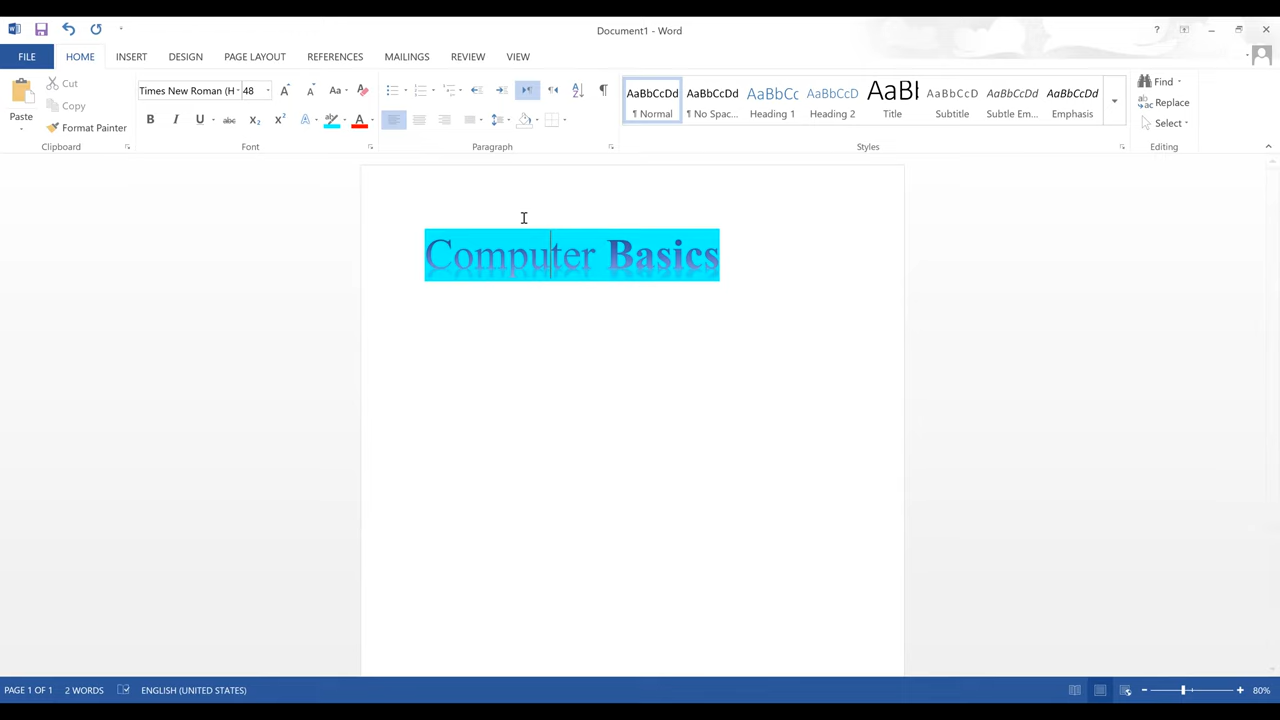 Document1 - Word
FILE HOME INSERT DESIGN PAGE LAYOUT REFERENCES MAILINGS REVIEW VIEW
Paste
Cut
Copy
Format Painter
Clipboard
Times New Roman (H 48
Font
Paragraph
AaBbCcDd AaBbCcDd AaBbCc AaBbCcD AaBl AaBbCcD AaBbCcDd AaBbCcDd
¶ Normal ¶ No Spac... Heading 1 Heading 2 Title Subtitle Subtle Em... Emphasis
Styles
Find
Replace
Select
Editing
Computer Basics
PAGE 1 OF 1 2 WORDS ENGLISH (UNITED STATES) 80%